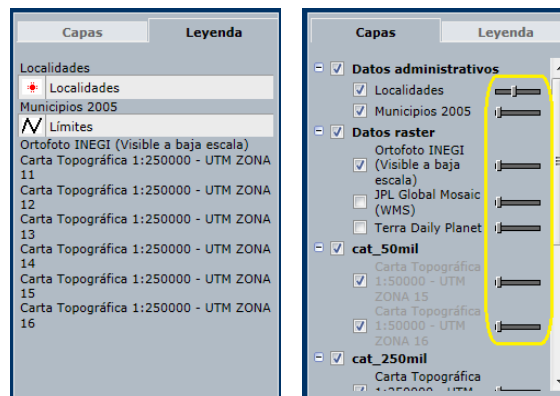 Capas
Leyenda
Localidades
Localidades
Municipios 2005
Límites
Ortofoto INEGI (Visible a baja escala)
Carta Topográfica 1:250000 - UTM ZONA
11
Carta Topográfica 1:250000 - UTM ZONA
12
Carta Topográfica 1:250000 - UTM ZONA
13
Carta Topográfica 1:250000 - UTM ZONA
14
Carta Topográfica 1:250000 - UTM ZONA
15
Carta Topográfica 1:250000 - UTM ZONA
16
Capas
Leyenda
Datos administrativos
Localidades
Municipios 2005
Datos raster
Ortofoto INEGI
(Visible a baja
escala)
JPL Global Mosaic
(WMS)
Terra Daily Planet
cat_50mil
Carta Topográfica
1:50000 - UTM
ZONA 15
Carta Topográfica
1:50000 - UTM
ZONA 16
cat_250mil
Carta Topográfica